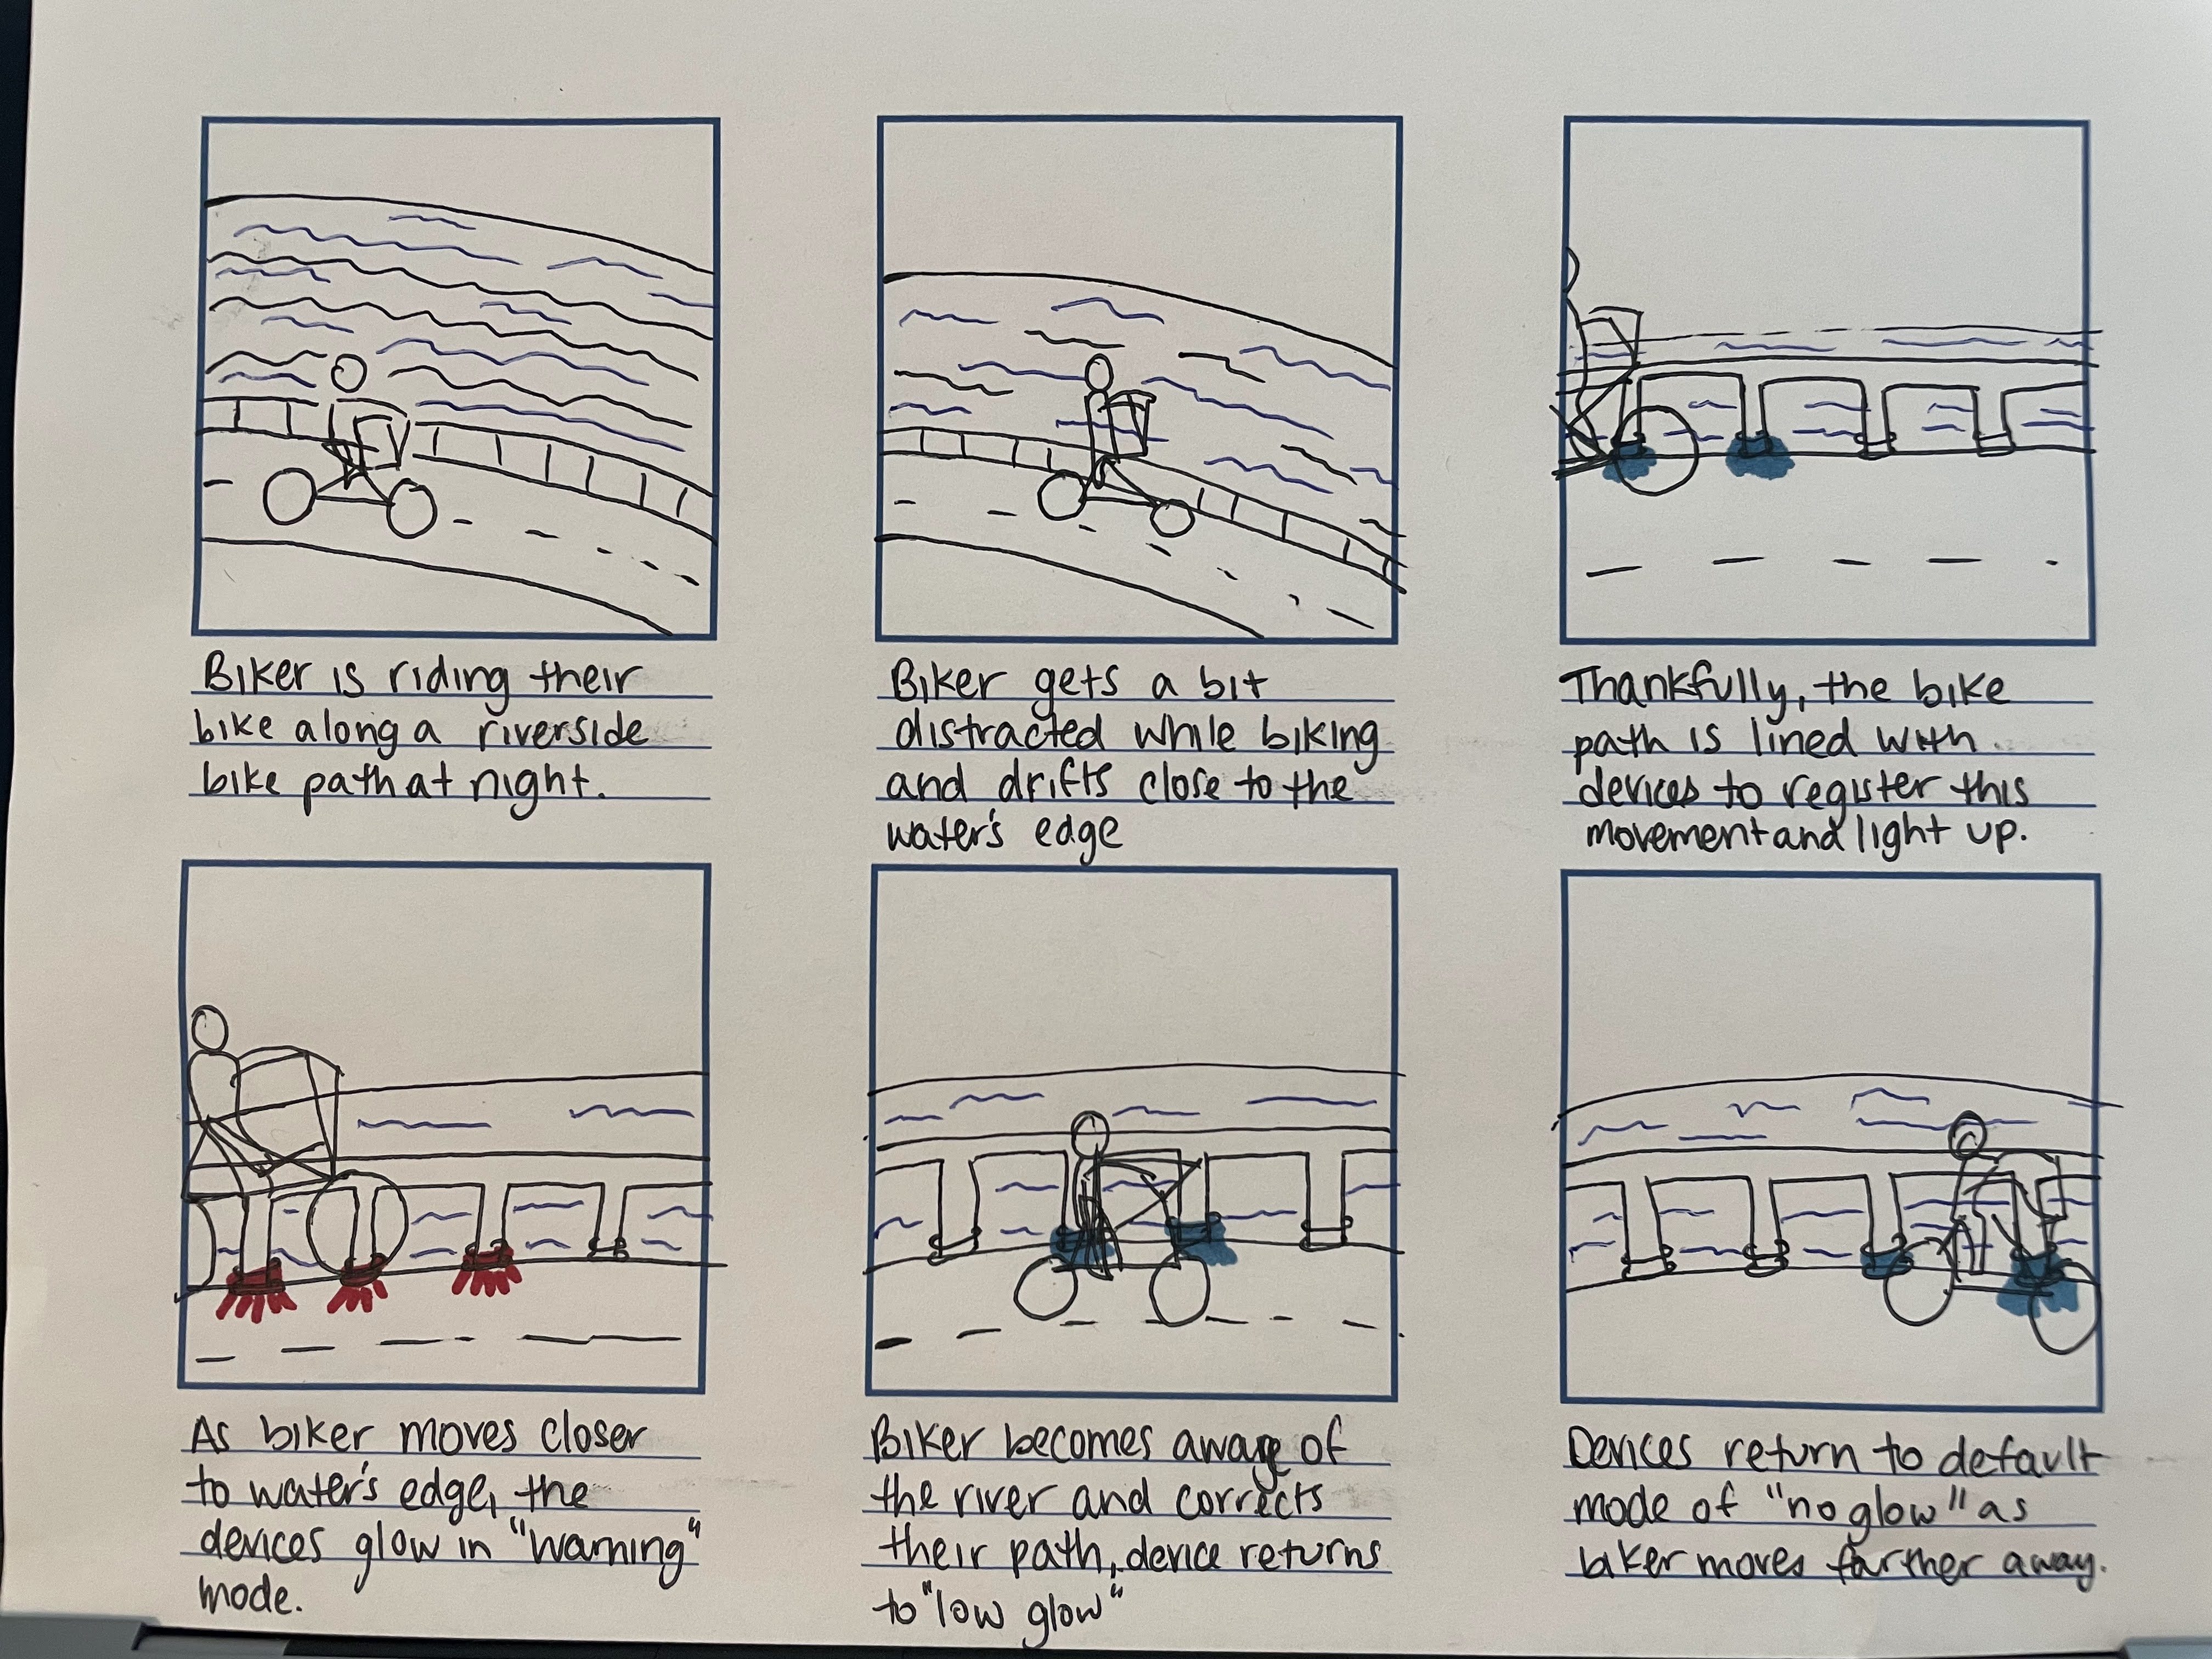 Biker is riding their
bike along a riverside
bike path at night.
Biker gets a bit
distracted while biking
and drifts close to the
water's edge
Thankfully, the bike
path is lined with
devices to register this
movement and light up.
As biker moves closer
to water's edge, the
devices glow in "warning"
mode.
Biker becomes aware of
the river and corrects
their path, device returns
to "low glow"
Devices return to default
mode of "no glow" as
biker moves farther away.